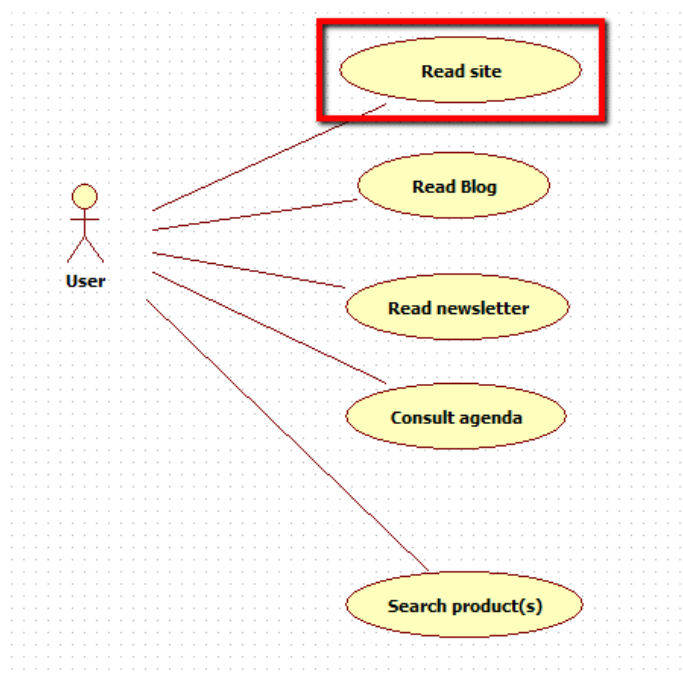 Read site
Read Blog
User
Read newsletter
Consult agenda
Search product(s)